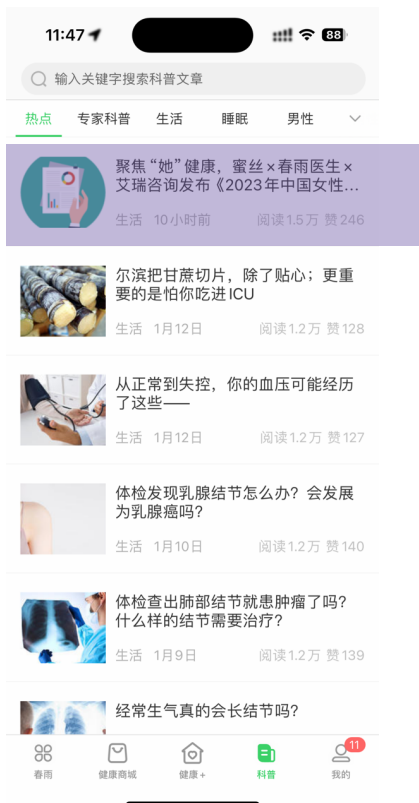 11:47
88
输入关键字搜索科普文章
热点 专家科普 生活 睡眠 男性
聚焦“她”健康，蜜丝×春雨医生×
艾瑞咨询发布《2023年中国女性...
生活 10小时前 阅读1.5万 赞246
尔滨把甘蔗切片，除了贴心；更重
要的是怕你吃进ICU
生活 1月12日 阅读1.2万 赞128
从正常到失控，你的血压可能经历
了这些——
生活 1月12日 阅读1.2万 赞127
体检发现乳腺结节怎么办？会发展
为乳腺癌吗？
生活 1月10日 阅读1.2万 赞140
体检查出肺部结节就患肿瘤了吗？
什么样的结节需要治疗？
生活 1月9日 阅读1.2万 赞139
经常生气真的会长结节吗？
11
春雨 健康商城 健康+ 科普 我的